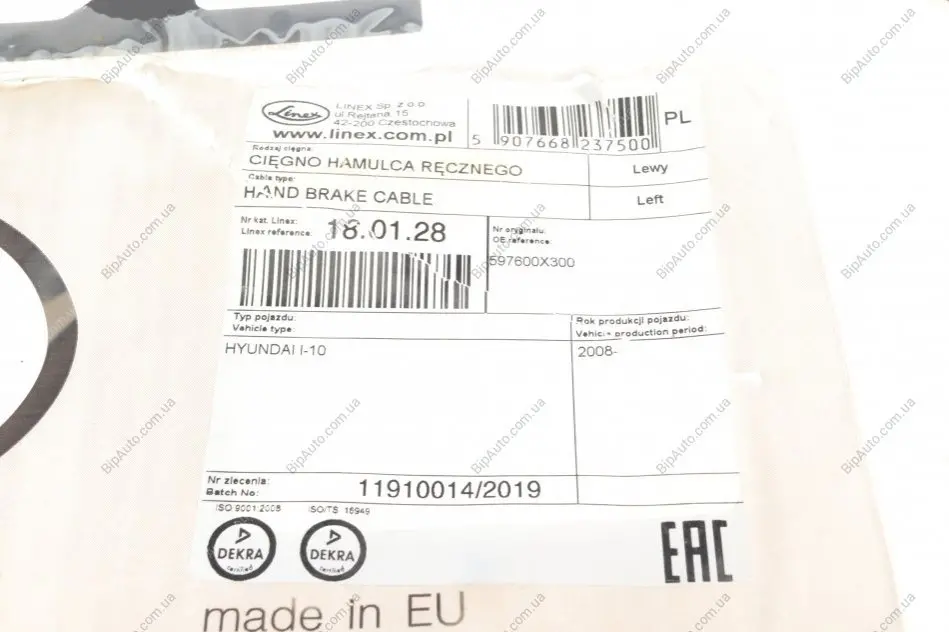 Linex
LINEX Sp. z o.o
ul Rejtana 15
42-200 Częstochowa
www.linex.com.pl
5 907668 237500
PL
Rodzaj cięgna:
CIĘGNO HAMULCA RĘCZNEGO
Lewy
Cable type:
HAND BRAKE CABLE
Left
Nr kat. Linex:
Linex reference:
18.01.28
Nr oryginału:
OE reference
597600X300
Typ pojazdu:
Vehicle type:
Rok produkcji pojazdu:
Vehicle production period:
HYUNDAI I-10
2008-
Nr zlecenia:
Batch No:
11910014/2019
ISO 9001:2008
ISO/TS 16949
DEKRA
certified
DEKRA
certified
EAC
made in EU
BipAuto.com.ua